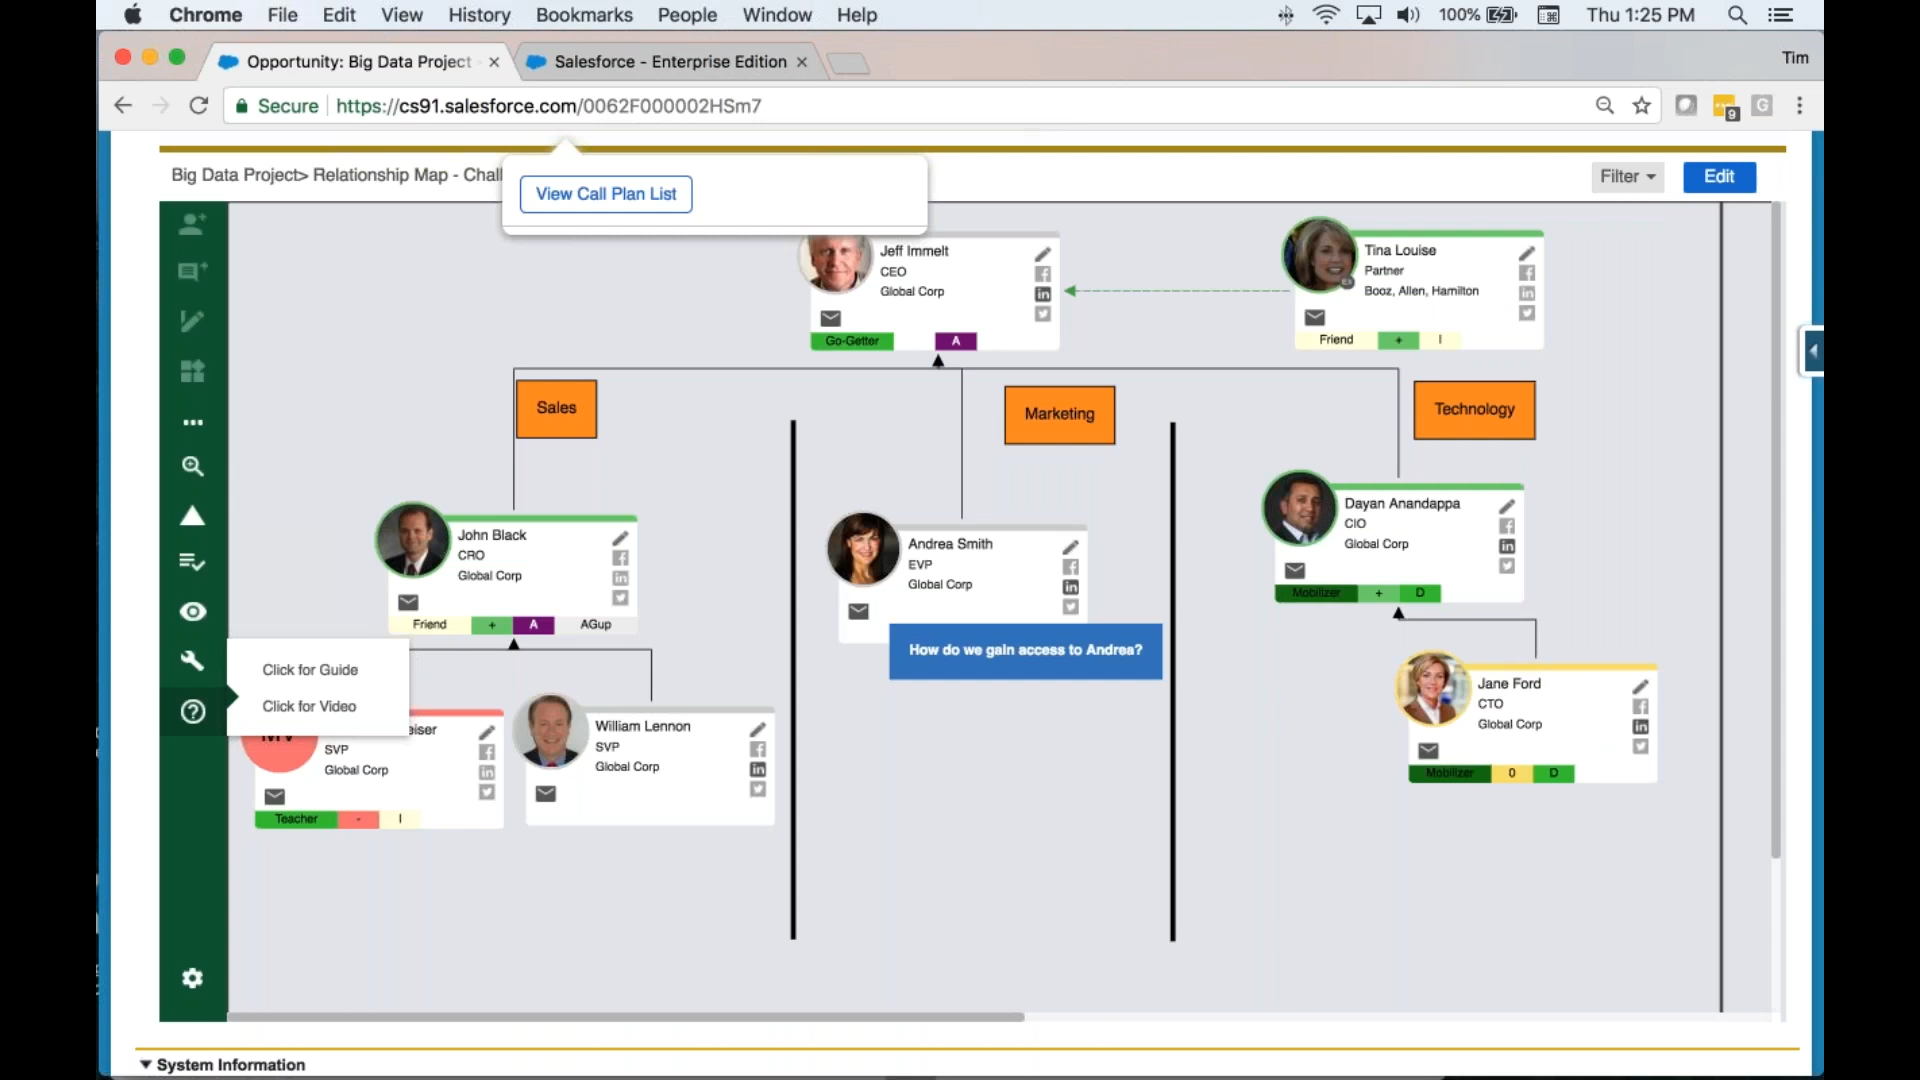 Chrome File Edit View History Bookmarks People Window Help 100% Thu 1:25 PM
Opportunity: Big Data Project Salesforce - Enterprise Edition Tim
Secure https://cs91.salesforce.com/0062F000002HSm7 9 G
Big Data Project> Relationship Map - Chall
View Call Plan List
Filter Edit
Jeff Immelt
CEO
Global Corp
Go-Getter A
Tina Louise
Partner
Booz, Allen, Hamilton
Friend + I
Sales
Marketing
Technology
John Black
CRO
Global Corp
Friend + A AGup
Andrea Smith
EVP
Global Corp
How do we gain access to Andrea?
Dayan Anandappa
CIO
Global Corp
Mobilizer + D
Click for Guide
Click for Video
eiser
SVP
Global Corp
Teacher - I
William Lennon
SVP
Global Corp
Jane Ford
CTO
Global Corp
Mobilizer 0 D
System Information